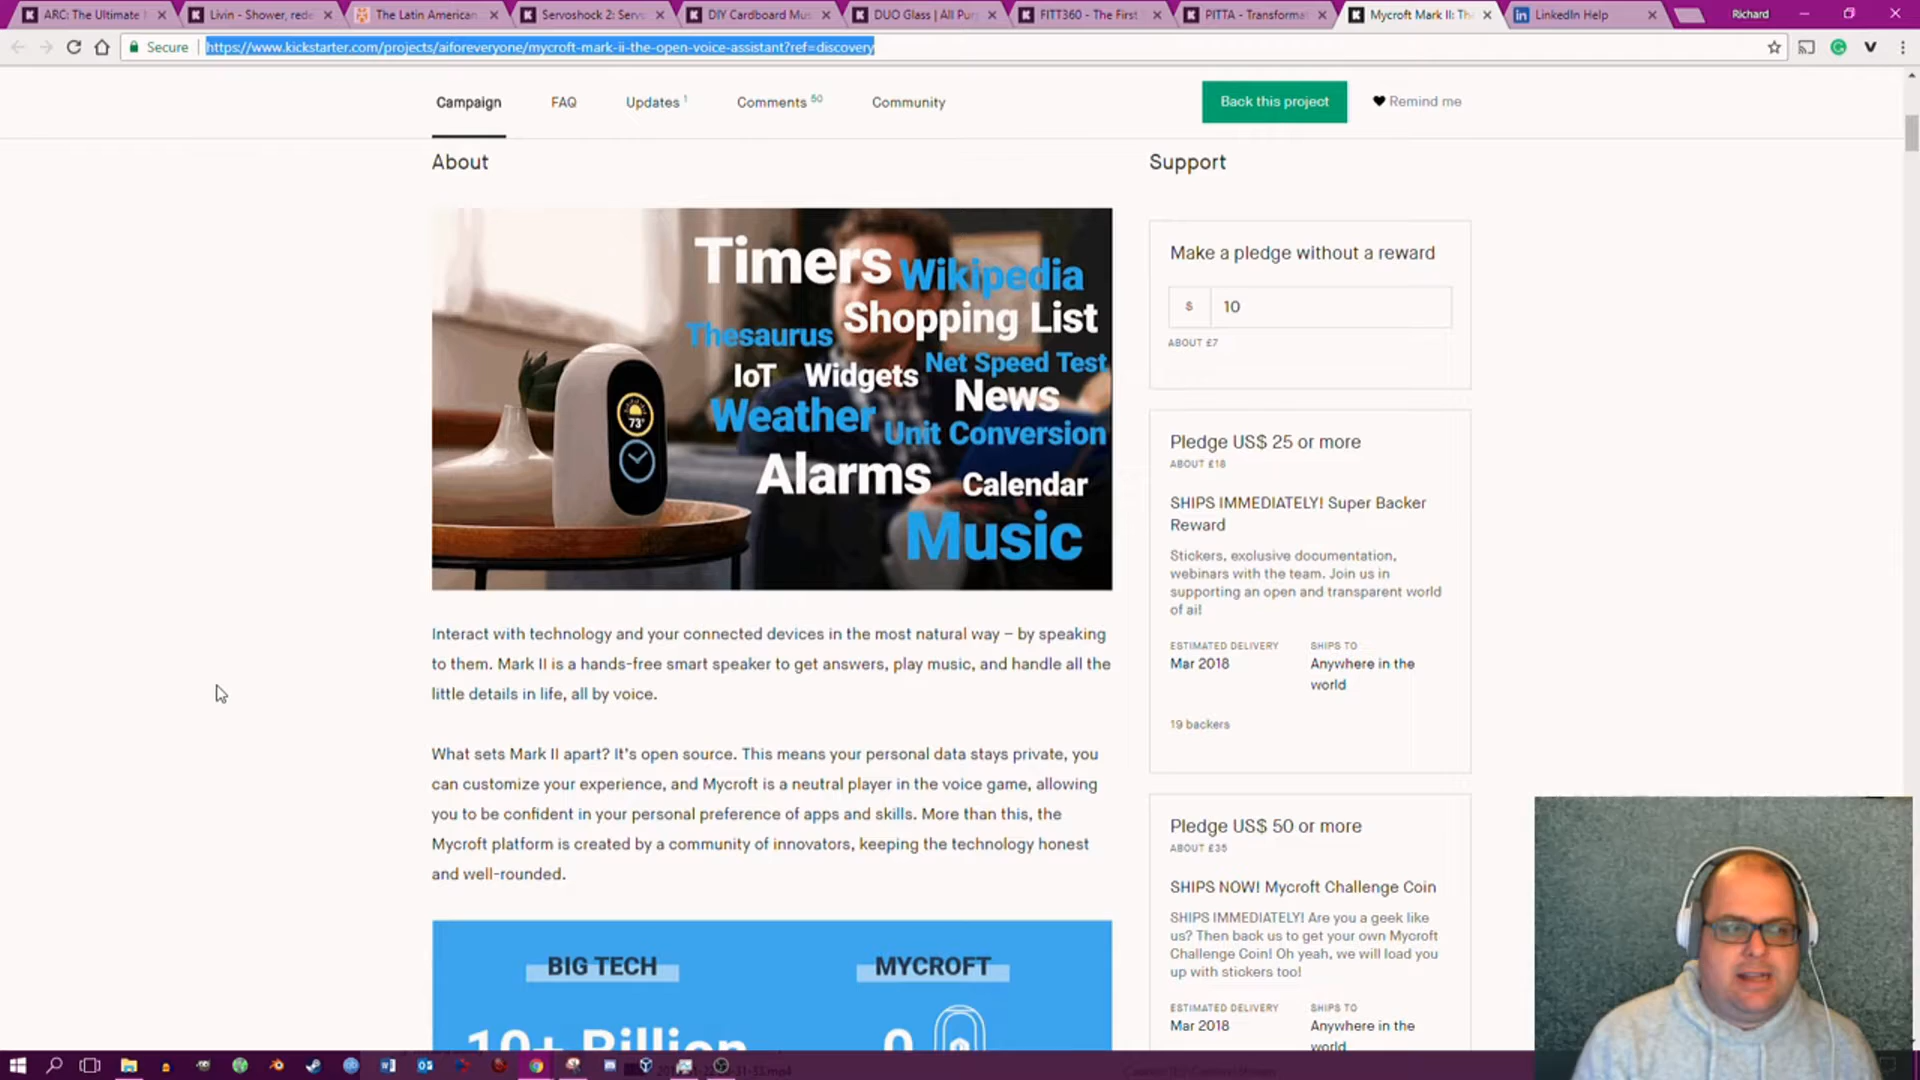 ARC: The Ultimate
Livin - Shower, rede
The Latin American
Servoshock 2: Servo
DIY Cardboard Mus
DUO Glass | All Pur
FITT360 - The First
PITTA - Transforma
Mycroft Mark II: The
LinkedIn Help
Richard
Secure
https://www.kickstarter.com/projects/aiforeveryone/mycroft-mark-ii-the-open-voice-assistant?ref=discovery
Campaign
FAQ
Updates 1
Comments 50
Community
Back this project
Remind me
About
Support
Timers
Wikipedia
Shopping List
Thesaurus
Net Speed Test
IoT Widgets
News
Weather
Unit Conversion
Alarms
Calendar
Music
73°
Interact with technology and your connected devices in the most natural way – by speaking
to them. Mark II is a hands-free smart speaker to get answers, play music, and handle all the
little details in life, all by voice.
What sets Mark II apart? It's open source. This means your personal data stays private, you
can customize your experience, and Mycroft is a neutral player in the voice game, allowing
you to be confident in your personal preference of apps and skills. More than this, the
Mycroft platform is created by a community of innovators, keeping the technology honest
and well-rounded.
BIG TECH
MYCROFT
10+ Billion
0
Make a pledge without a reward
$ 10
ABOUT £7
Pledge US$ 25 or more
ABOUT £18
SHIPS IMMEDIATELY! Super Backer
Reward
Stickers, exclusive documentation,
webinars with the team. Join us in
supporting an open and transparent world
of ai!
ESTIMATED DELIVERY
Mar 2018
SHIPS TO
Anywhere in the
world
19 backers
Pledge US$ 50 or more
ABOUT £35
SHIPS NOW! Mycroft Challenge Coin
SHIPS IMMEDIATELY! Are you a geek like
us? Then back us to get your own Mycroft
Challenge Coin! Oh yeah, we will load you
up with stickers too!
ESTIMATED DELIVERY
Mar 2018
SHIPS TO
Anywhere in the
world